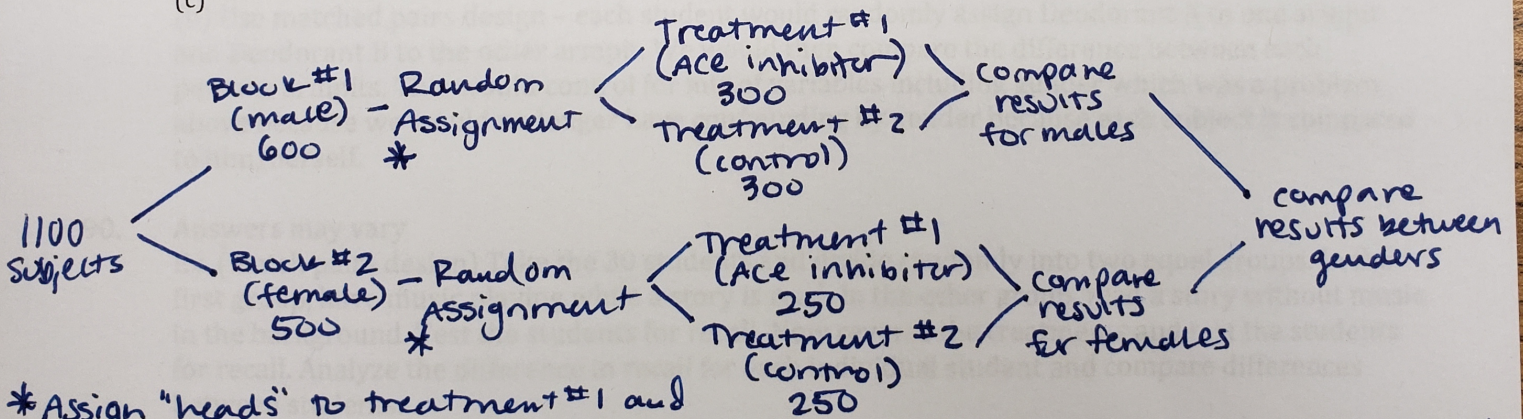 (c)
1100
subjects
Block #1
(male)
600
- Random
Assignment
*
Treatment #1
(ACE inhibitor)
300
Treatment #2
(control)
300
compare
results
for males
Block #2
(female)
500
- Random
Assignment
*
Treatment #1
(ACE inhibitor)
250
Treatment #2
(control)
250
compare
results
for females
compare
results between
genders
* Assign "heads" to treatment #1 and